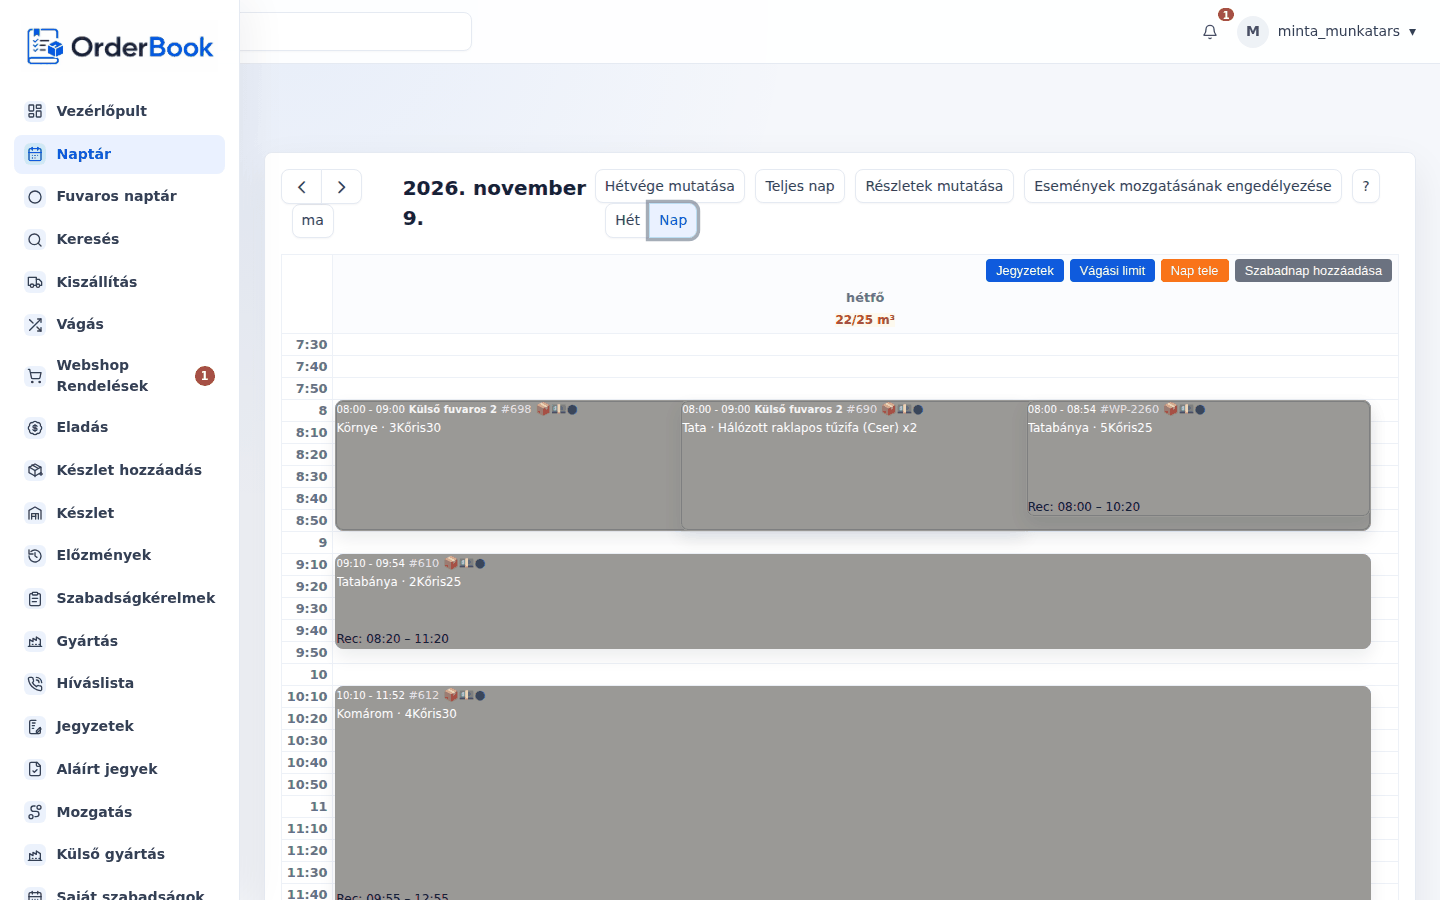 OrderBook
1
M
minta_munkatars ▼
Vezérlőpult
Naptár
Fuvaros naptár
Keresés
Kiszállítás
Vágás
Webshop
Rendelések
1
Eladás
Készlet hozzáadás
Készlet
Előzmények
Szabadságkérelmek
Gyártás
Híváslista
Jegyzetek
Aláírt jegyek
Mozgatás
Külső gyártás
Saját szabadságok
ma
2026. november
9.
Hétvége mutatása
Teljes nap
Részletek mutatása
Események mozgatásának engedélyezése
?
Hét
Nap
Jegyzetek
Vágási limit
Nap tele
Szabadnap hozzáadása
hétfő
22/25 m³
7:30
7:40
7:50
8
8:10
8:20
8:30
8:40
8:50
9
9:10
9:20
9:30
9:40
9:50
10
10:10
10:20
10:30
10:40
10:50
11
11:10
11:20
11:30
11:40
08:00 - 09:00 Külső fuvaros 2 #698
Környe · 3Kőris30
08:00 - 09:00 Külső fuvaros 2 #690
Tata · Hálózott raklapos tűzifa (Cser) x2
08:00 - 08:54 #WP-2260
Tatabánya · 5Kőris25
Rec: 08:00 – 10:20
09:10 - 09:54 #610
Tatabánya · 2Kőris25
Rec: 08:20 – 11:20
10:10 - 11:52 #612
Komárom · 4Kőris30
Rec: 09:55 – 12:55